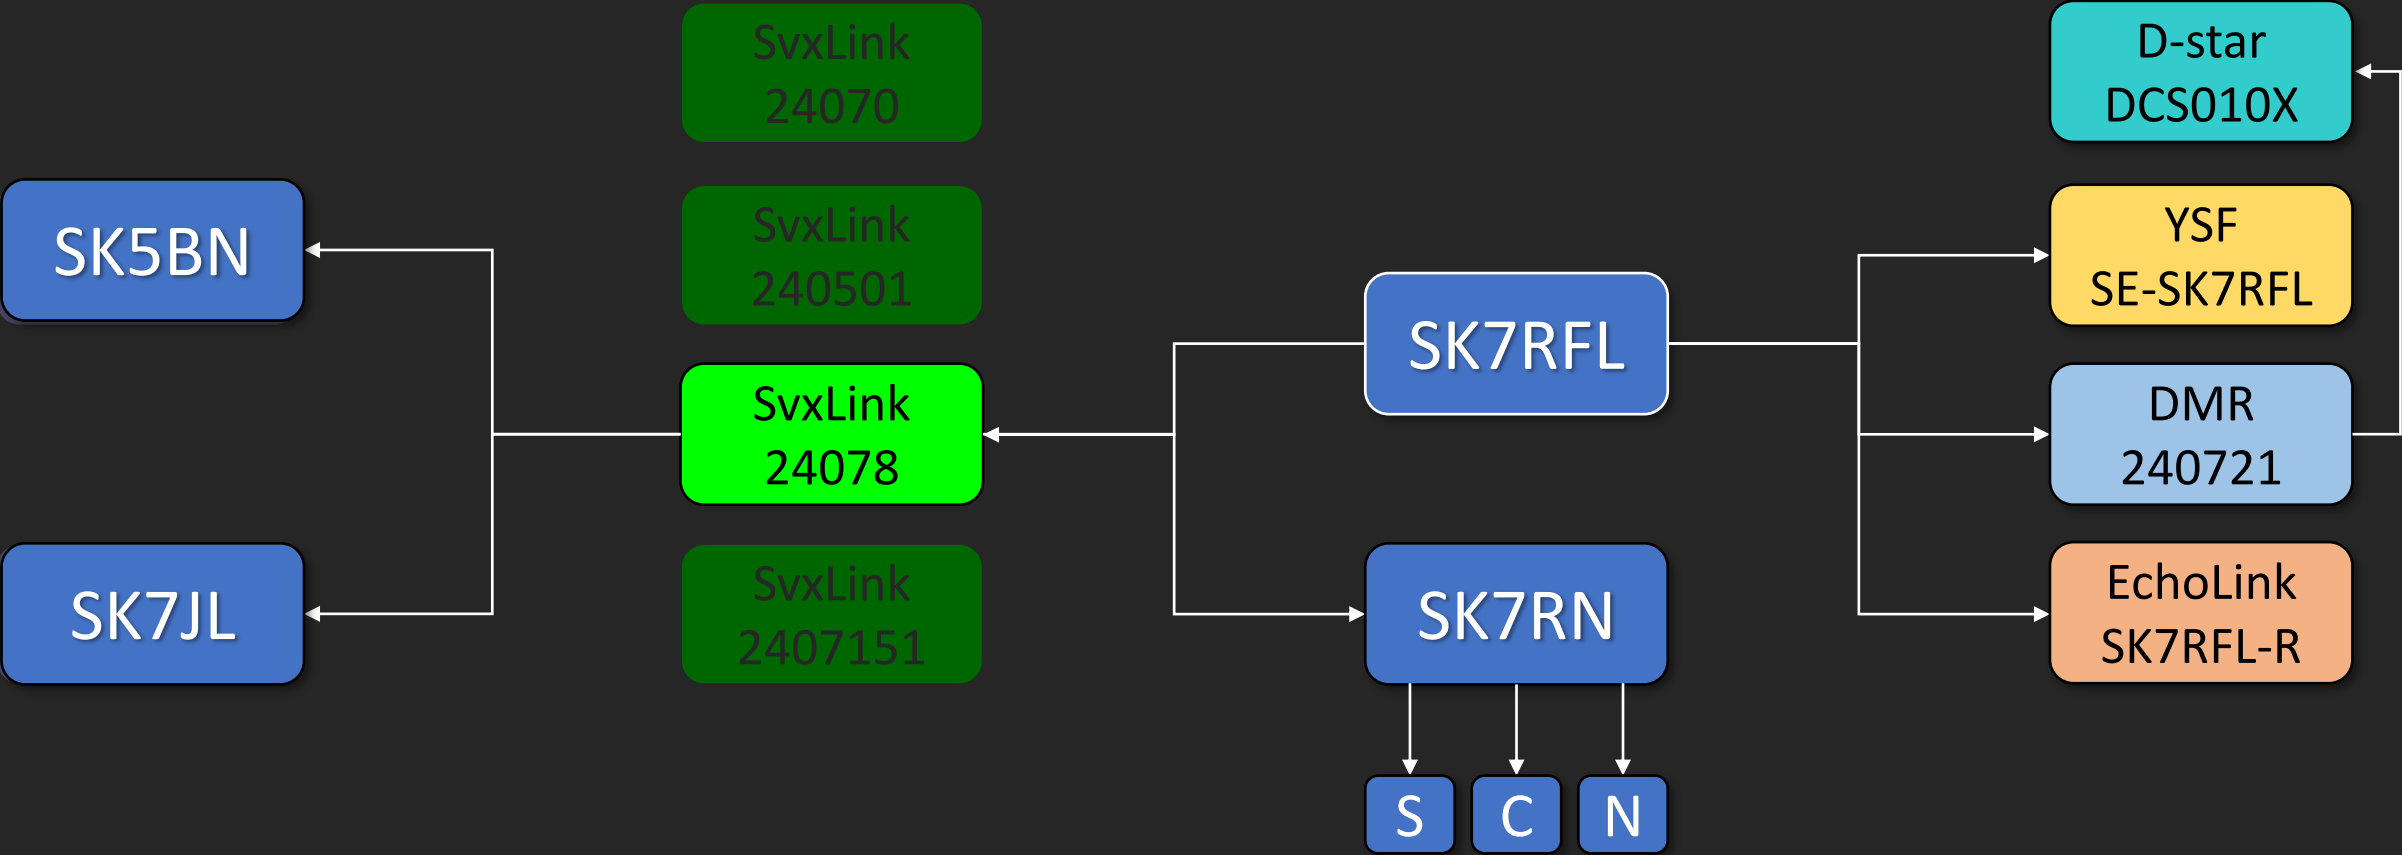 SK5BN
SK7JL
SvxLink
24070
SvxLink
240501
SvxLink
24078
SvxLink
2407151
SK7RFL
SK7RN
S
C
N
D-star
DCS010X
YSF
SE-SK7RFL
DMR
240721
EchoLink
SK7RFL-R